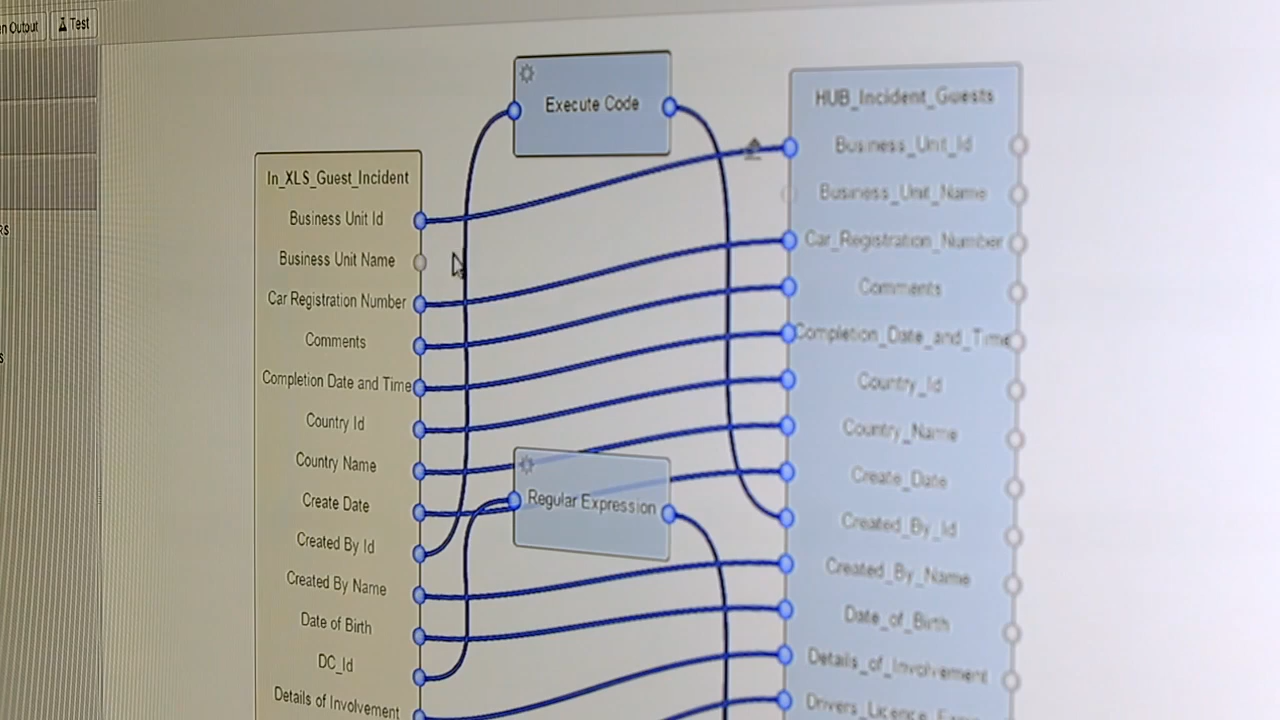 Output
Test
Execute Code
In_XLS_Guest_Incident
Business Unit Id
Business Unit Name
Car Registration Number
Comments
Completion Date and Time
Country Id
Country Name
Create Date
Created By Id
Created By Name
Date of Birth
DC_Id
Details of Involvement
Regular Expression
HUB_Incident_Guests
Business_Unit_Id
Business_Unit_Name
Car_Registration_Number
Comments
Completion_Date_and_Time
Country_Id
Country_Name
Create_Date
Created_By_Id
Created_By_Name
Date_of_Birth
Details_of_Involvement